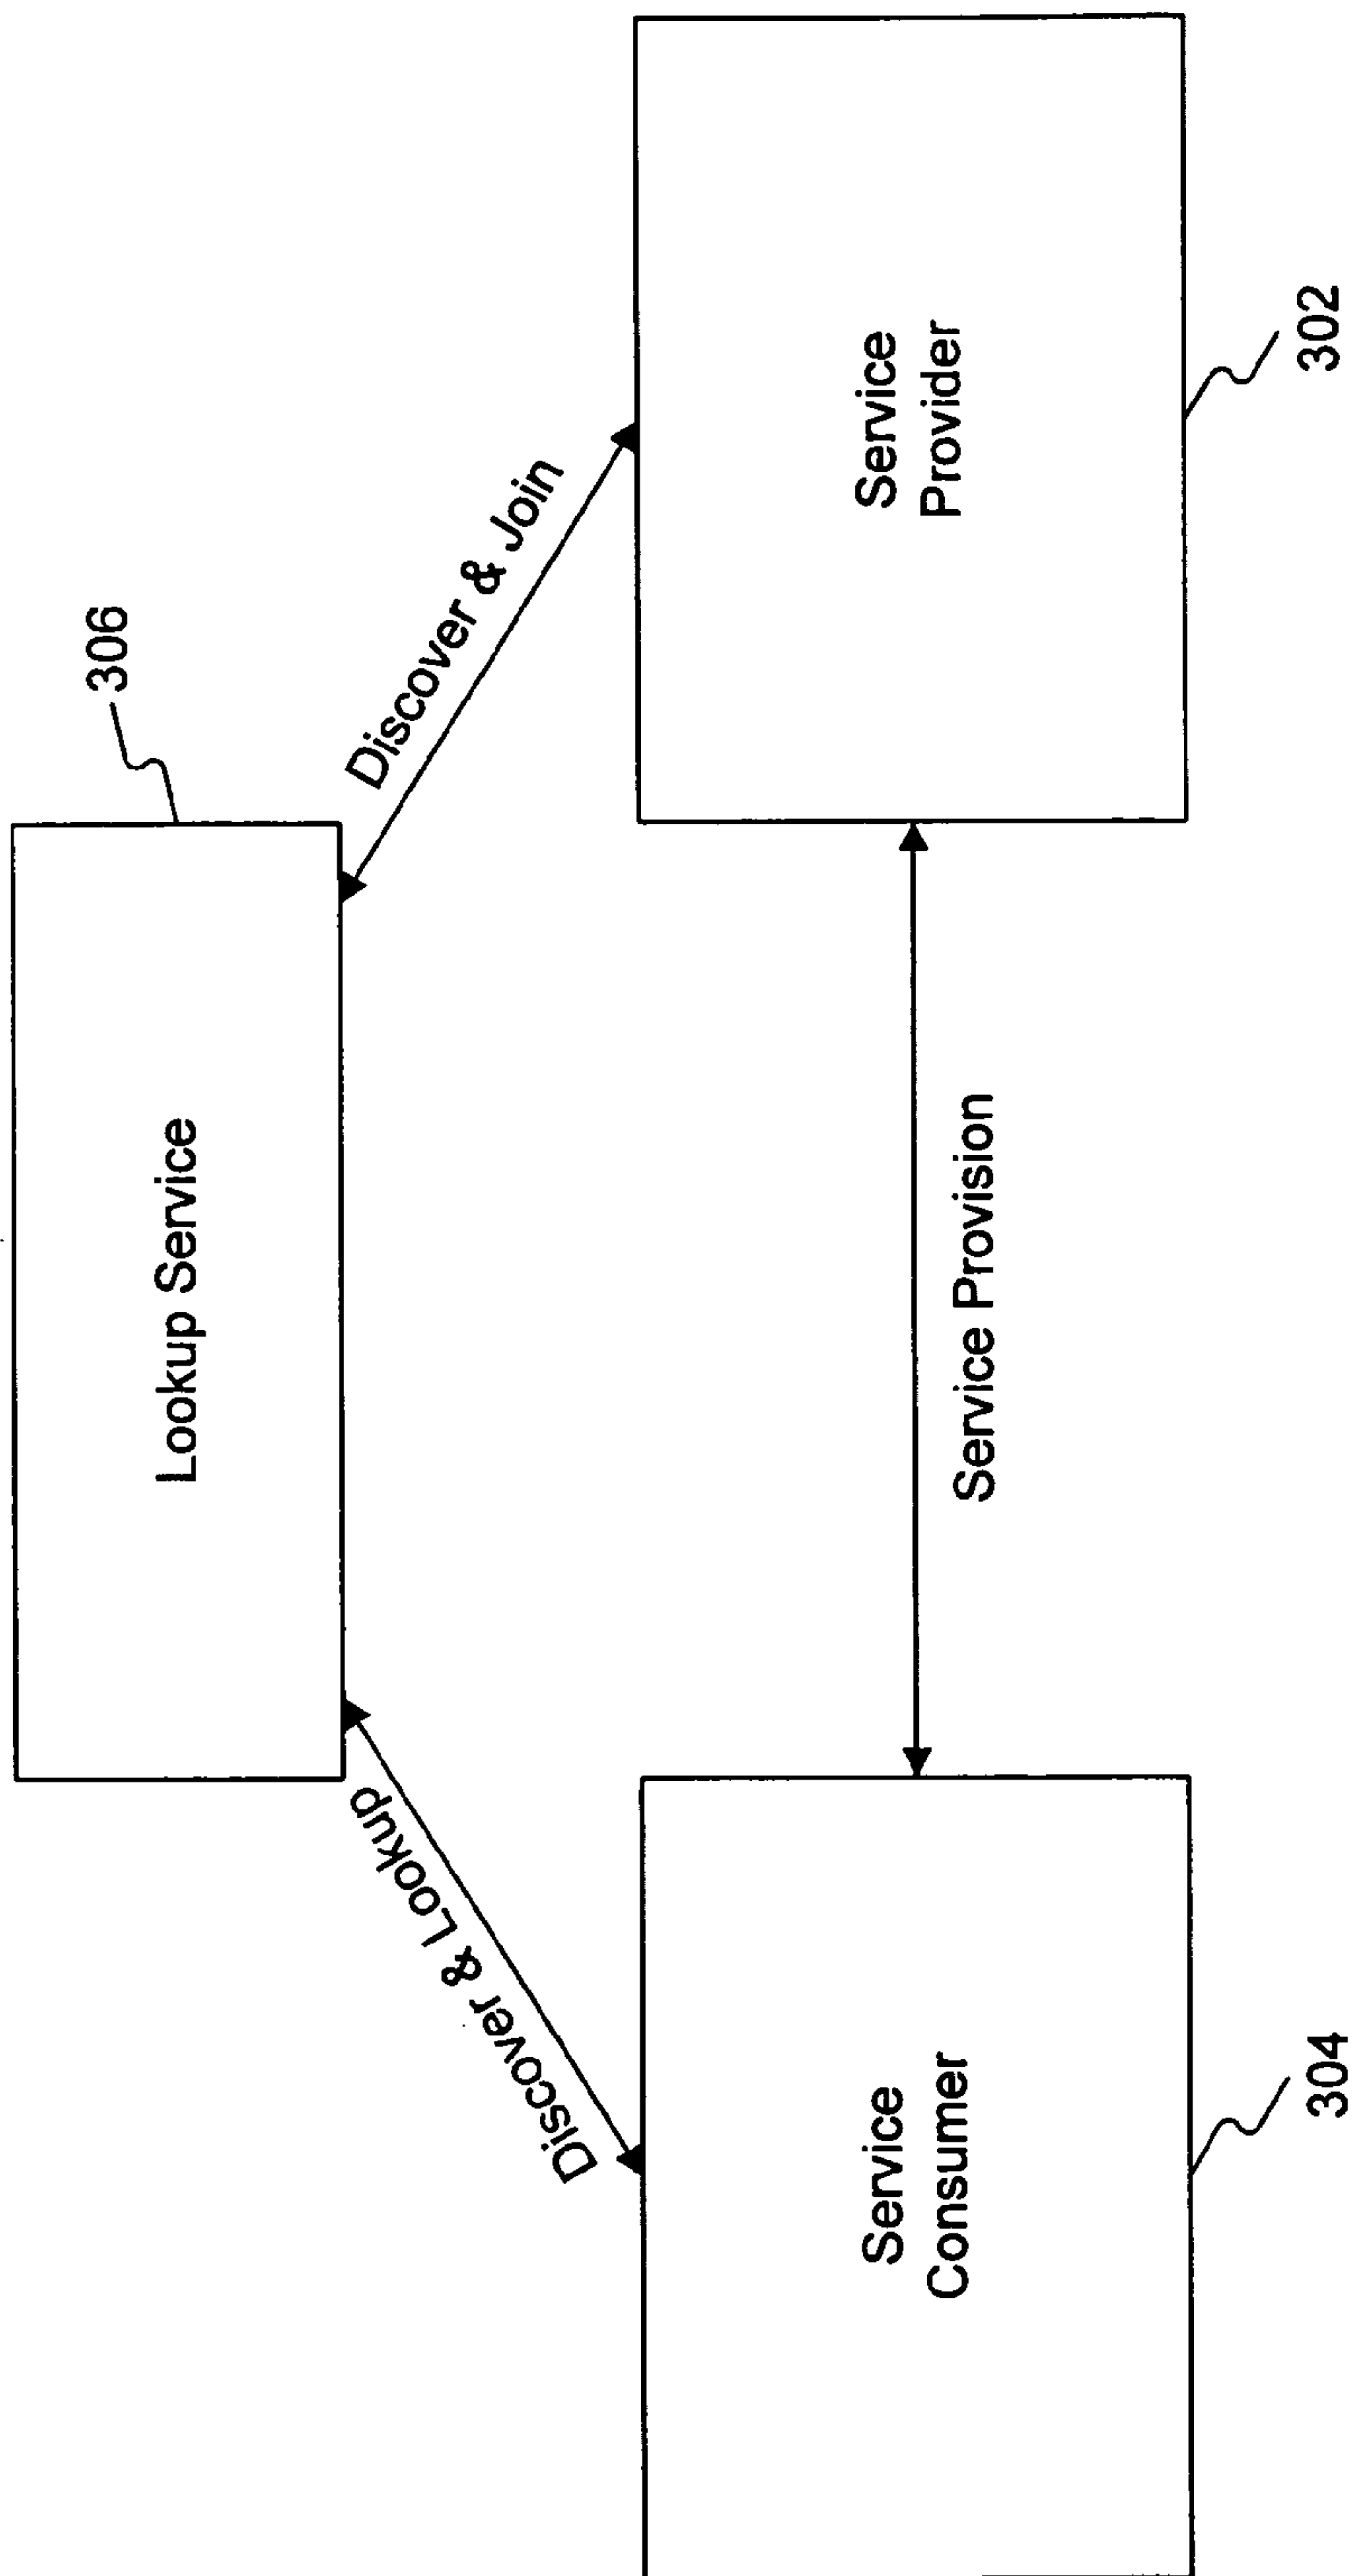 306
Lookup Service
Discover & Lookup
Discover & Join
Service
Consumer
Service Provision
Service
Provider
304
302